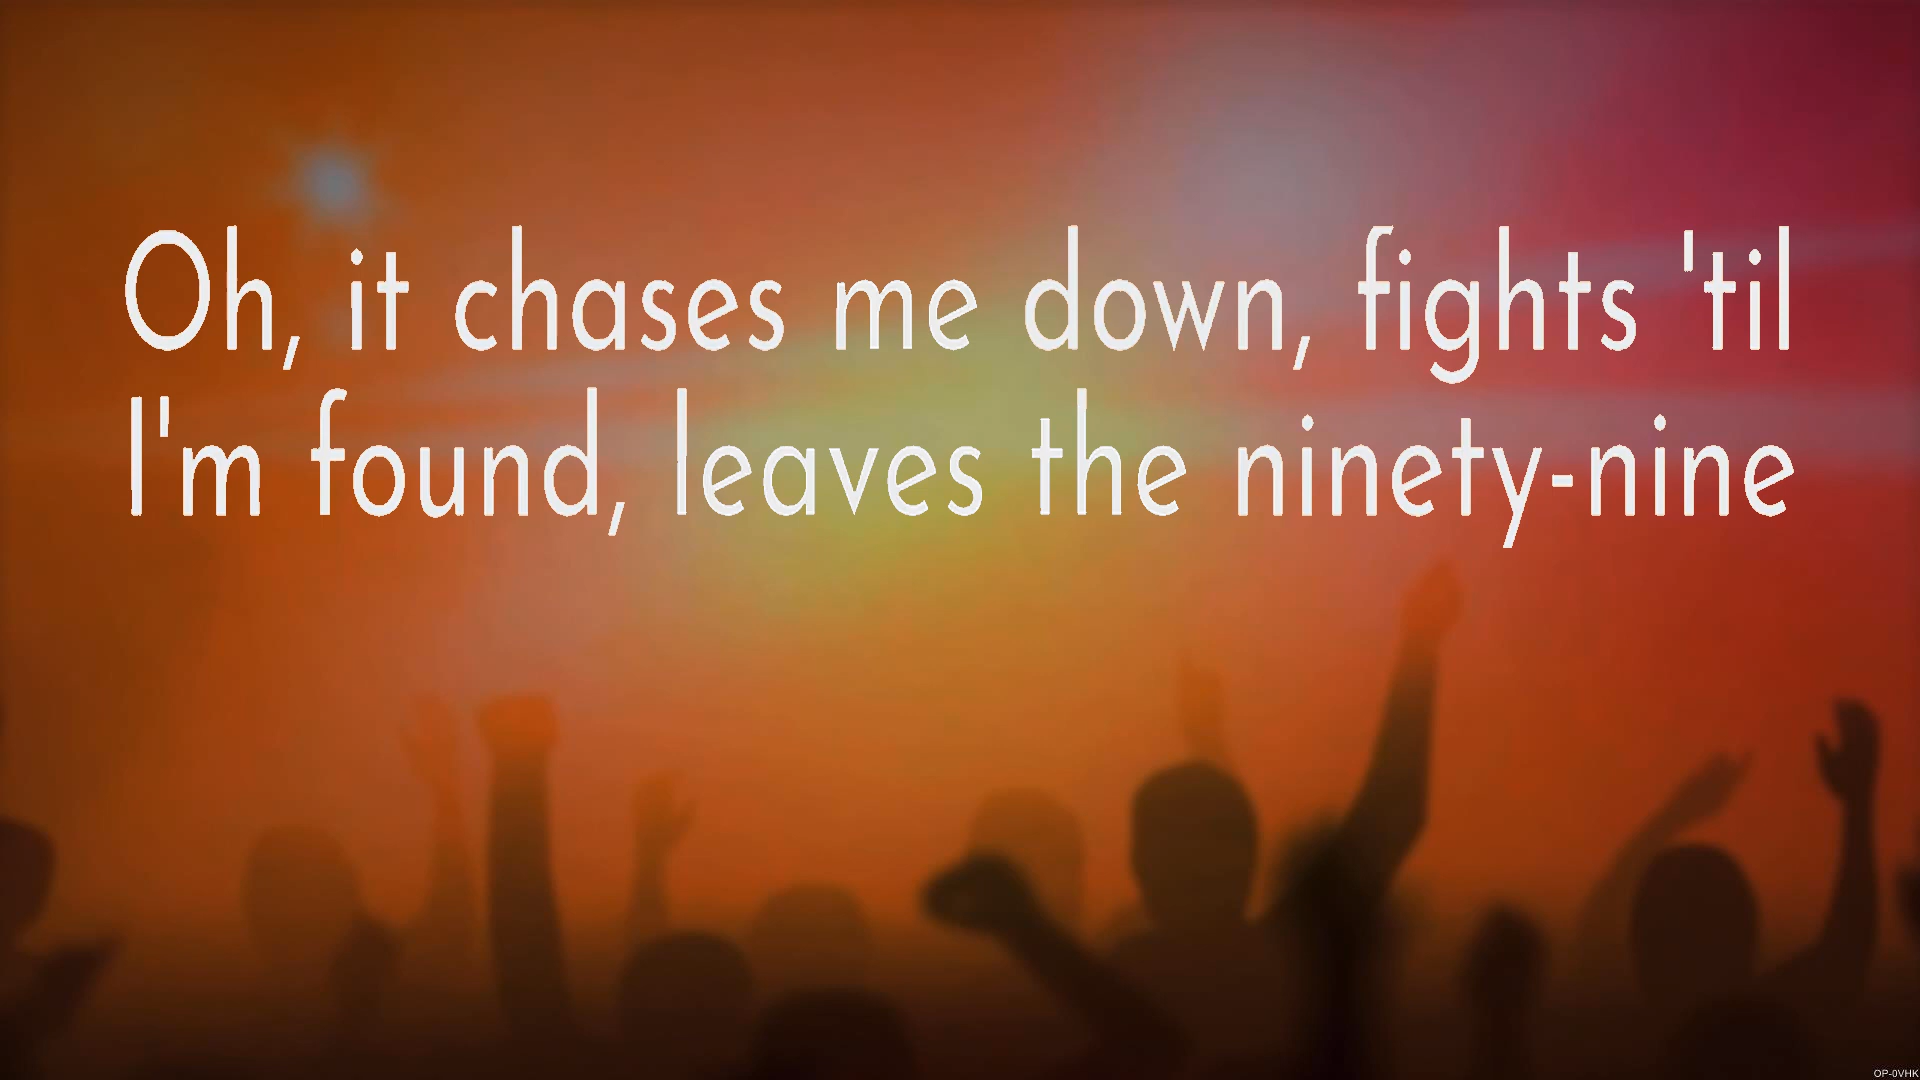 Oh, it chases me down, fights 'til
I'm found, leaves the ninety-nine
OP-0VHK